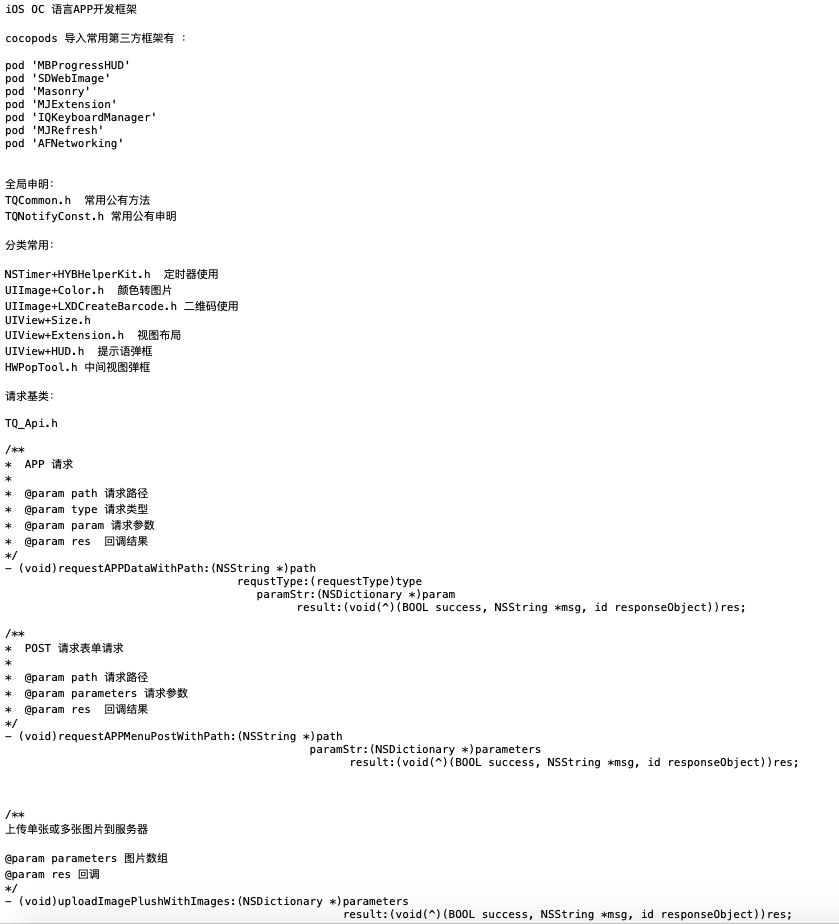 iOS OC 语言APP开发框架
cocopods 导入常用第三方框架有 ：
pod 'MBProgressHUD'
pod 'SDWebImage'
pod 'Masonry'
pod 'MJExtension'
pod 'IQKeyboardManager'
pod 'MJRefresh'
pod 'AFNetworking'
全局申明：
TQCommon.h  常用公有方法
TQNotifyConst.h 常用公有申明
分类常用：
NSTimer+HYBHelperKit.h  定时器使用
UIImage+Color.h  颜色转图片
UIImage+LXDCreateBarcode.h 二维码使用
UIView+Size.h
UIView+Extension.h  视图布局
UIView+HUD.h  提示语弹框
HWPopTool.h 中间视图弹框
请求基类：
TQ_Api.h
/**
*  APP 请求
*
*  @param path 请求路径
*  @param type 请求类型
*  @param param 请求参数
*  @param res  回调结果
*/
- (void)requestAPPDataWithPath:(NSString *)path
requstType:(requestType)type
paramStr:(NSDictionary *)param
result:(void(^)(BOOL success, NSString *msg, id responseObject))res;
/**
*  POST 请求表单请求
*
*  @param path 请求路径
*  @param parameters 请求参数
*  @param res  回调结果
*/
- (void)requestAPPMenuPostWithPath:(NSString *)path
paramStr:(NSDictionary *)parameters
result:(void(^)(BOOL success, NSString *msg, id responseObject))res;
/**
上传单张或多张图片到服务器
@param parameters 图片数组
@param res 回调
*/
- (void)uploadImagePlushWithImages:(NSDictionary *)parameters
result:(void(^)(BOOL success, NSString *msg, id responseObject))res;